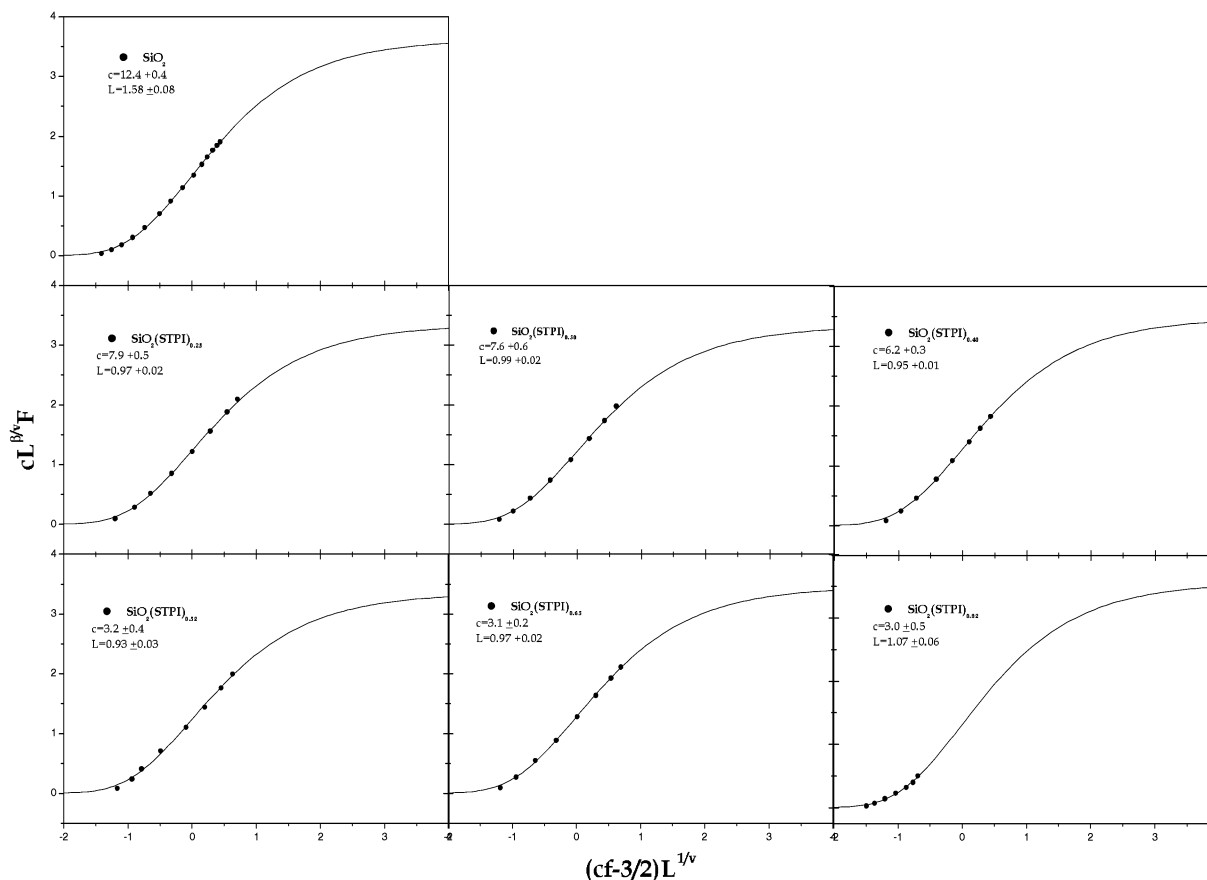 4
3
2
1
0
● SiO2
c=12.4 +0.4
L=1.58 ±0.08
4
3
2
1
0
● SiO2(STPI)0.23
c=7.9 +0.5
L=0.97 +0.02
● SiO2(STPI)0.30
c=7.6 +0.6
L=0.99 +0.02
● SiO2(STPI)0.40
c=6.2 +0.3
L=0.95 +0.01
cL^β/ν F
4
3
2
1
0
● SiO2(STPI)0.52
c=3.2 ±0.4
L=0.93 ±0.03
● SiO2(STPI)0.65
c=3.1 ±0.2
L=0.97 +0.02
● SiO2(STPI)0.82
c=3.0 ±0.5
L=1.07 ±0.06
-2 -1 0 1 2 3 -1 0 1 2 3 -1 0 1 2 3
(cf-3/2)L^1/ν